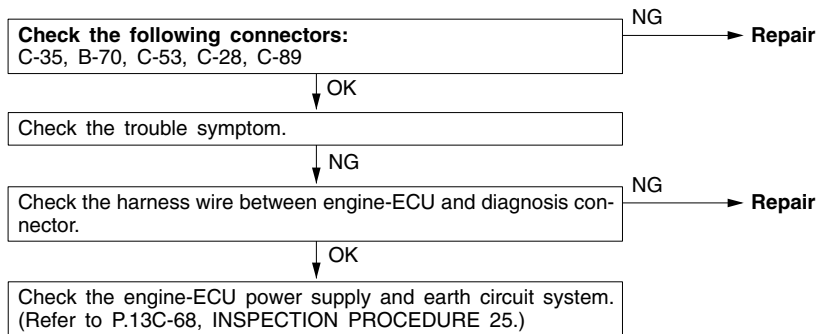 Check the following connectors:
C-35, B-70, C-53, C-28, C-89
NG
Repair
OK
Check the trouble symptom.
NG
Check the harness wire between engine-ECU and diagnosis con-
nector.
NG
Repair
OK
Check the engine-ECU power supply and earth circuit system.
(Refer to P.13C-68, INSPECTION PROCEDURE 25.)